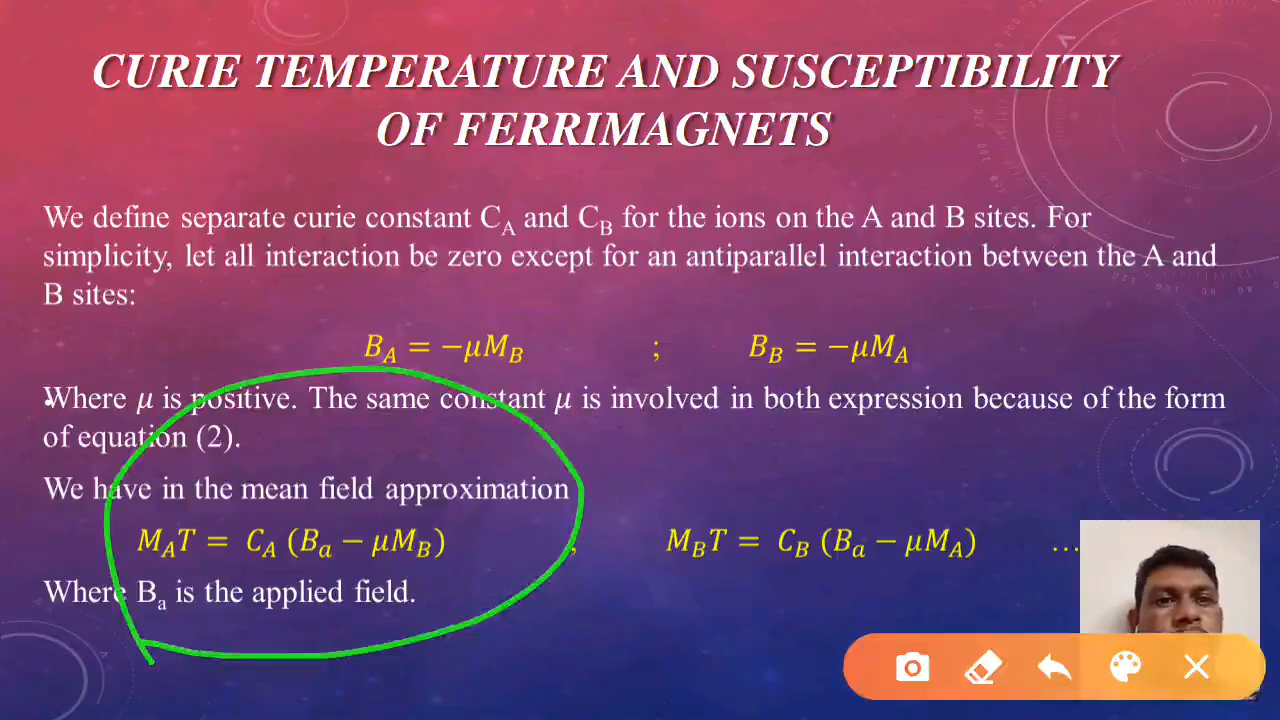 CURIE TEMPERATURE AND SUSCEPTIBILITY
OF FERRIMAGNETS
We define separate curie constant C_A and C_B for the ions on the A and B sites. For
simplicity, let all interaction be zero except for an antiparallel interaction between the A and
B sites:
B_A = −μM_B ; B_B = −μM_A
Where μ is positive. The same constant μ is involved in both expression because of the form
of equation (2).
We have in the mean field approximation
M_A T = C_A (B_a − μM_B) ; M_B T = C_B (B_a − μM_A) …
Where B_a is the applied field.